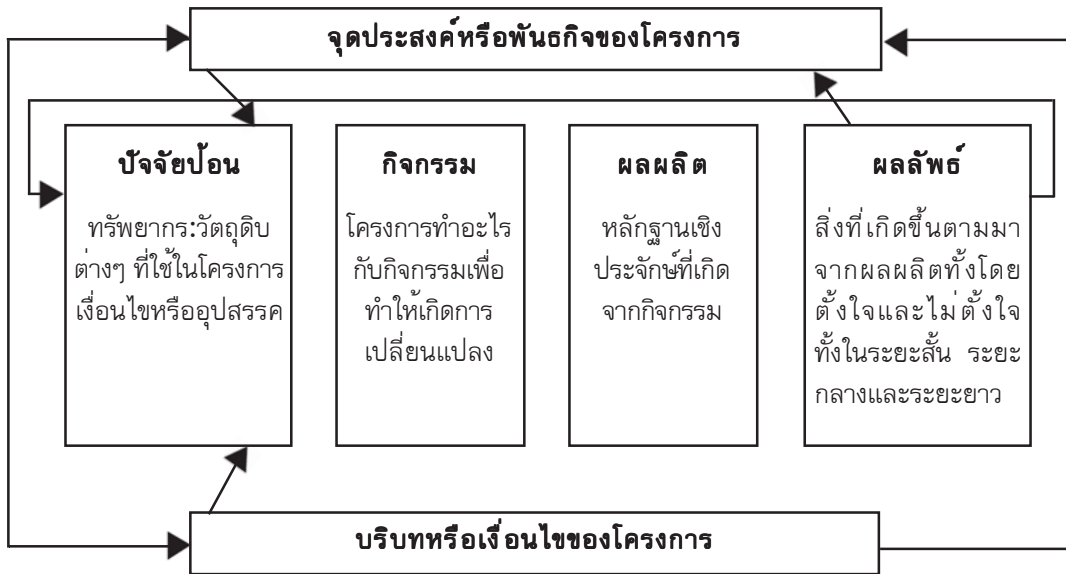 จุดประสงค์หรือพันธกิจของโครงการ
ปัจจัยป้อน
ทรัพยากร:วัตถุดิบ
ต่างๆ ที่ใช้ในโครงการ
เงื่อนไขหรืออุปสรรค
กิจกรรม
โครงการทำอะไร
กับกิจกรรมเพื่อ
ทำให้เกิดการ
เปลี่ยนแปลง
ผลผลิต
หลักฐานเชิง
ประจักษ์ที่เกิด
จากกิจกรรม
ผลลัพธ์
สิ่งที่เกิดขึ้นตามมา
จากผลผลิตทั้งโดย
ตั้งใจและไม่ตั้งใจ
ทั้งในระยะสั้น ระยะ
กลางและระยะยาว
บริบทหรือเงื่อนไขของโครงการ